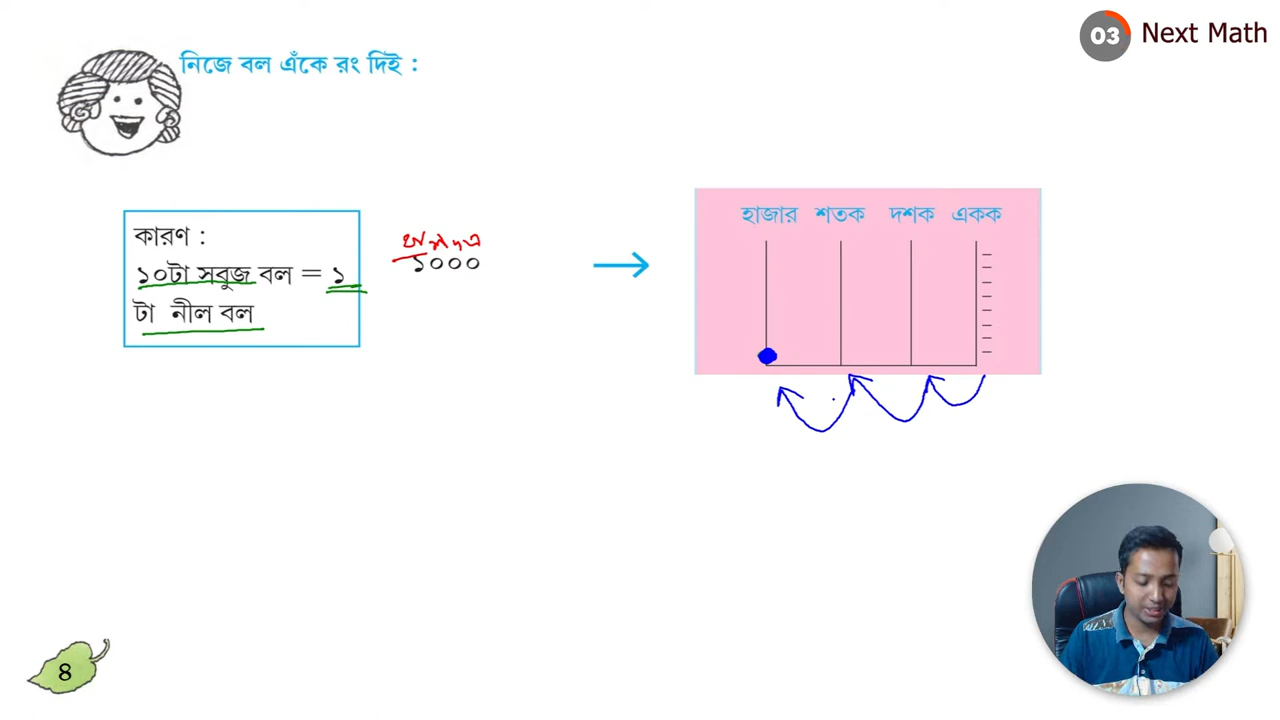 03 Next Math
নিজে বল এঁকে রং দিই :
কারণ :
১০টা সবুজ বল = ১
টা নীল বল
হা শ দ এ
১০০০
হাজার শতক দশক একক
8